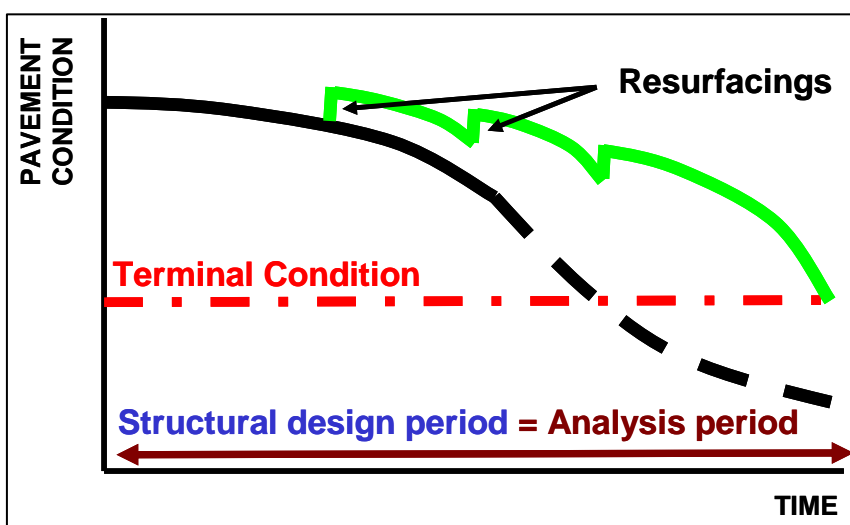 PAVEMENT
CONDITION
Resurfacings
Terminal Condition
Structural design period = Analysis period
TIME